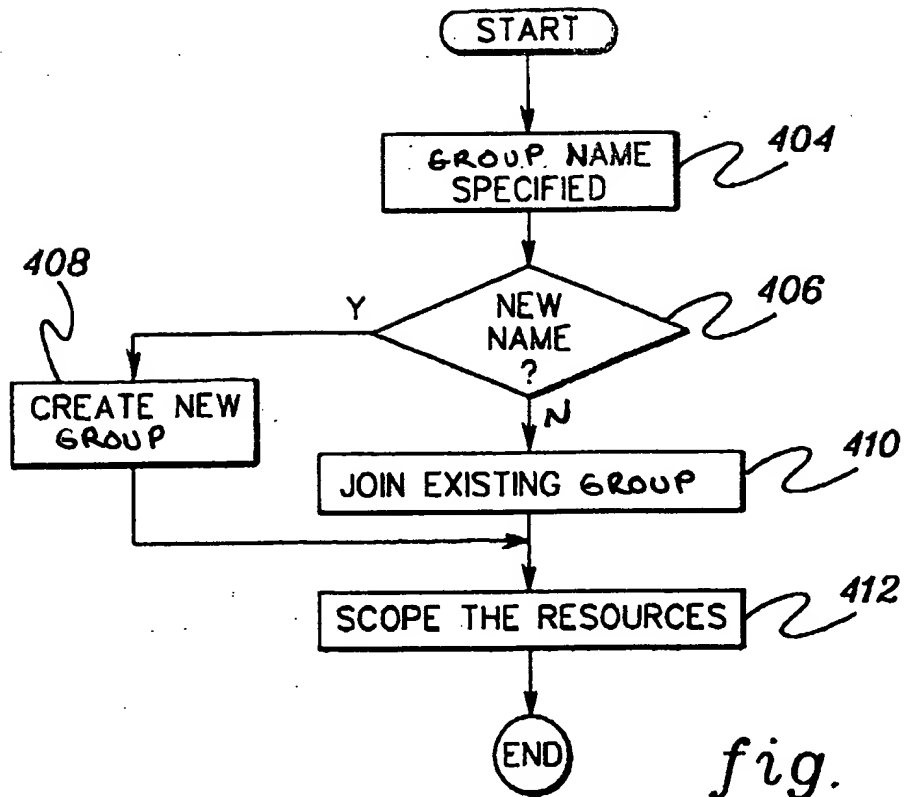 START
GROUP NAME
SPECIFIED
404
408
Y
NEW
NAME
?
406
N
CREATE NEW
GROUP
JOIN EXISTING GROUP
410
SCOPE THE RESOURCES
412
END
fig.